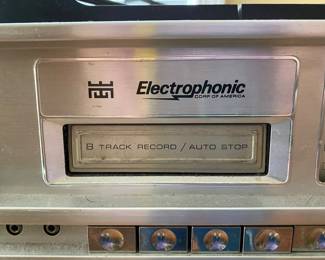 Electrophonic
CORP. OF AMERICA
8 TRACK RECORD / AUTO STOP